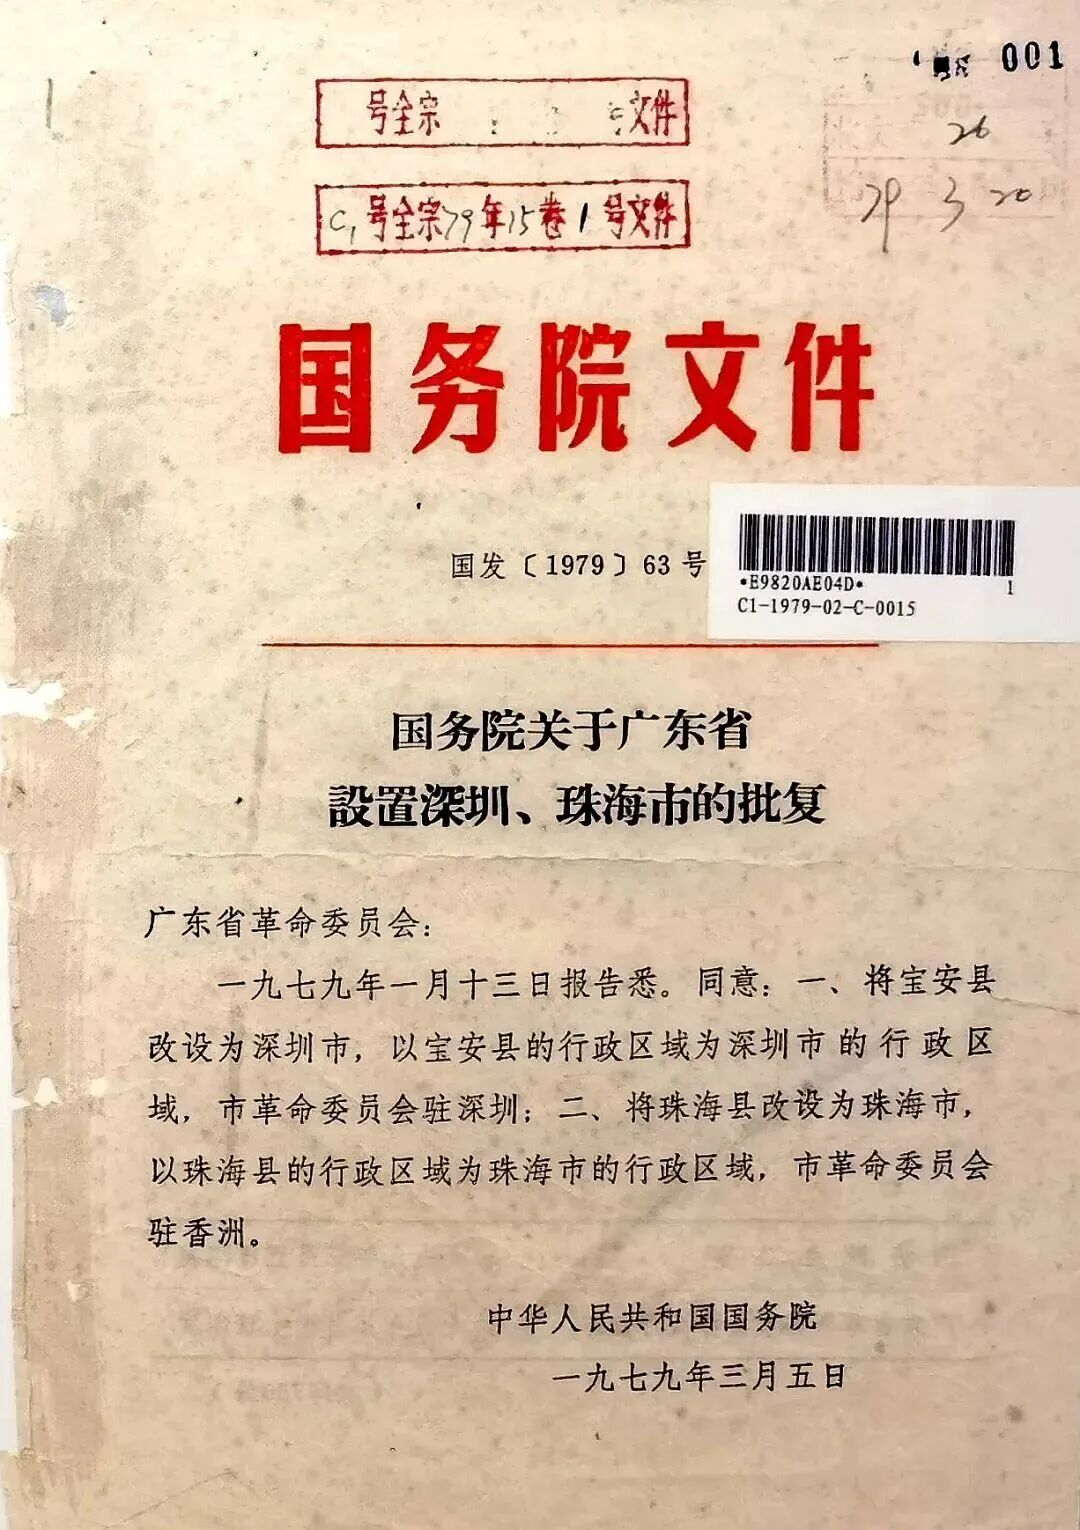 001
26
79 3 20
号全宗 文件
C1号全宗79年15卷1号文件
国务院文件
国发〔1979〕63号
*E9820AE04D* 1
C1-1979-02-C-0015
国务院关于广东省
設置深圳、珠海市的批复
广东省革命委员会:
一九七九年一月十三日报告悉。同意:一、将宝安县
改设为深圳市,以宝安县的行政区域为深圳市的行政区
域,市革命委员会驻深圳;二、将珠海县改设为珠海市,
以珠海县的行政区域为珠海市的行政区域,市革命委员会
驻香洲。
中华人民共和国国务院
一九七九年三月五日